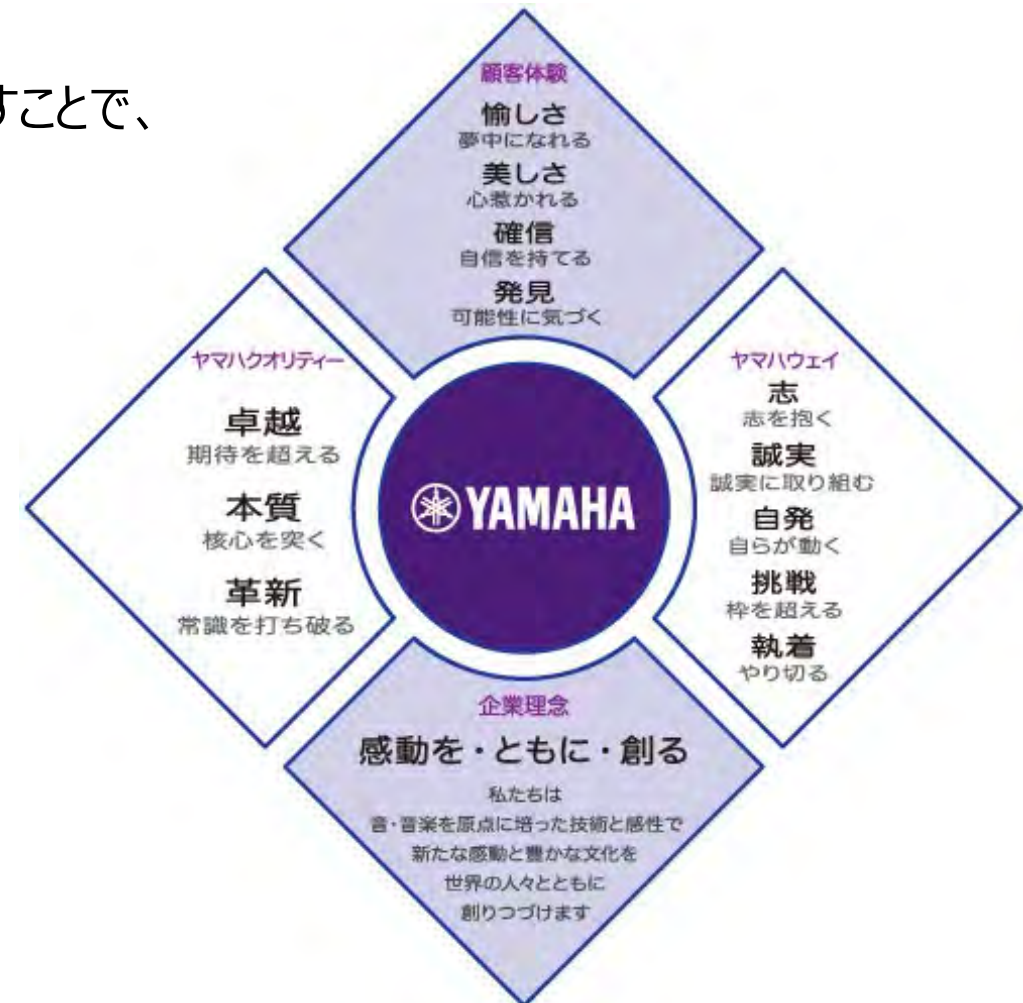 すことで、
顧客体験
愉しさ
夢中になれる
美しさ
心惹かれる
確信
自信を持てる
発見
可能性に気づく
ヤマハクオリティー
卓越
期待を超える
本質
核心を突く
革新
常識を打ち破る
YAMAHA
ヤマハウェイ
志
志を抱く
誠実
誠実に取り組む
自発
自らが動く
挑戦
枠を超える
執着
やり切る
企業理念
感動を・ともに・創る
私たちは
音・音楽を原点に培った技術と感性で
新たな感動と豊かな文化を
世界の人々とともに
創りつづけます